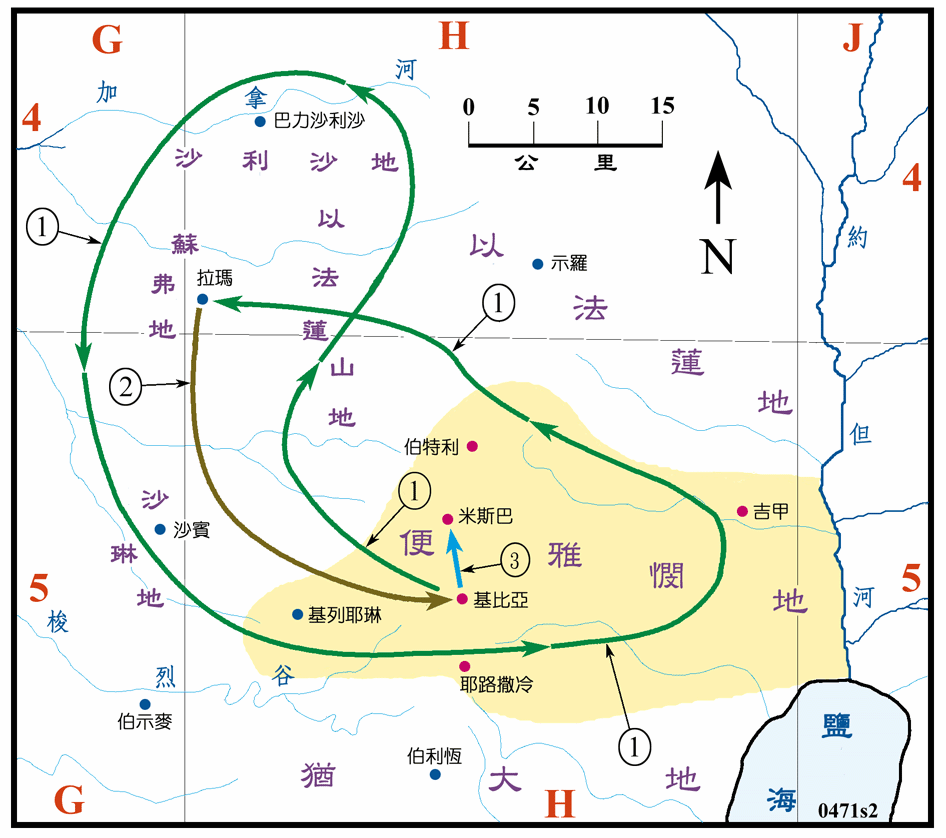 G
H
J
加
拿
河
4
巴力沙利沙
0 5 10 15
公里
沙利沙地
4
以法蓮山地
約
但
河
①
蘇弗地
拉瑪
以法蓮地
示羅
N
①
②
伯特利
①
米斯巴
吉甲
沙琳地
沙賓
便雅憫地
③
5
基比亞
5
基列耶琳
梭
烈
谷
耶路撒冷
①
伯示麥
伯利恆
猶大地
鹽海
G
H
0471s2